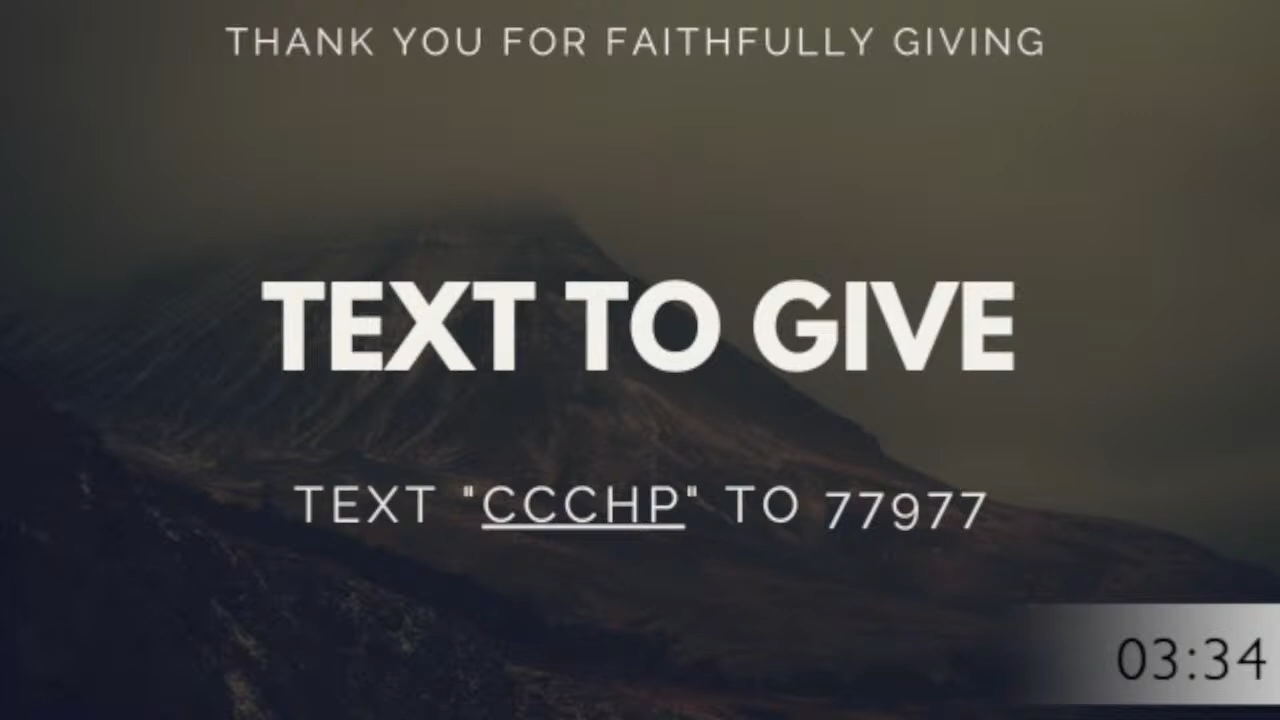 THANK YOU FOR FAITHFULLY GIVING
TEXT TO GIVE
TEXT "CCCHP" TO 77977
03:34